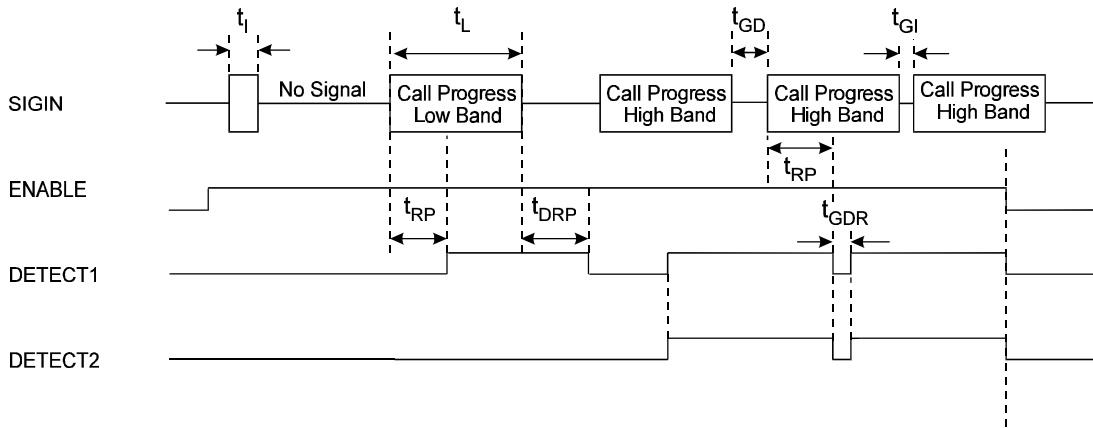 tI
tL
tGD
tGI
SIGIN
No Signal
Call Progress
Low Band
Call Progress
High Band
Call Progress
High Band
Call Progress
High Band
tRP
ENABLE
tRP
tDRP
tGDR
DETECT1
DETECT2